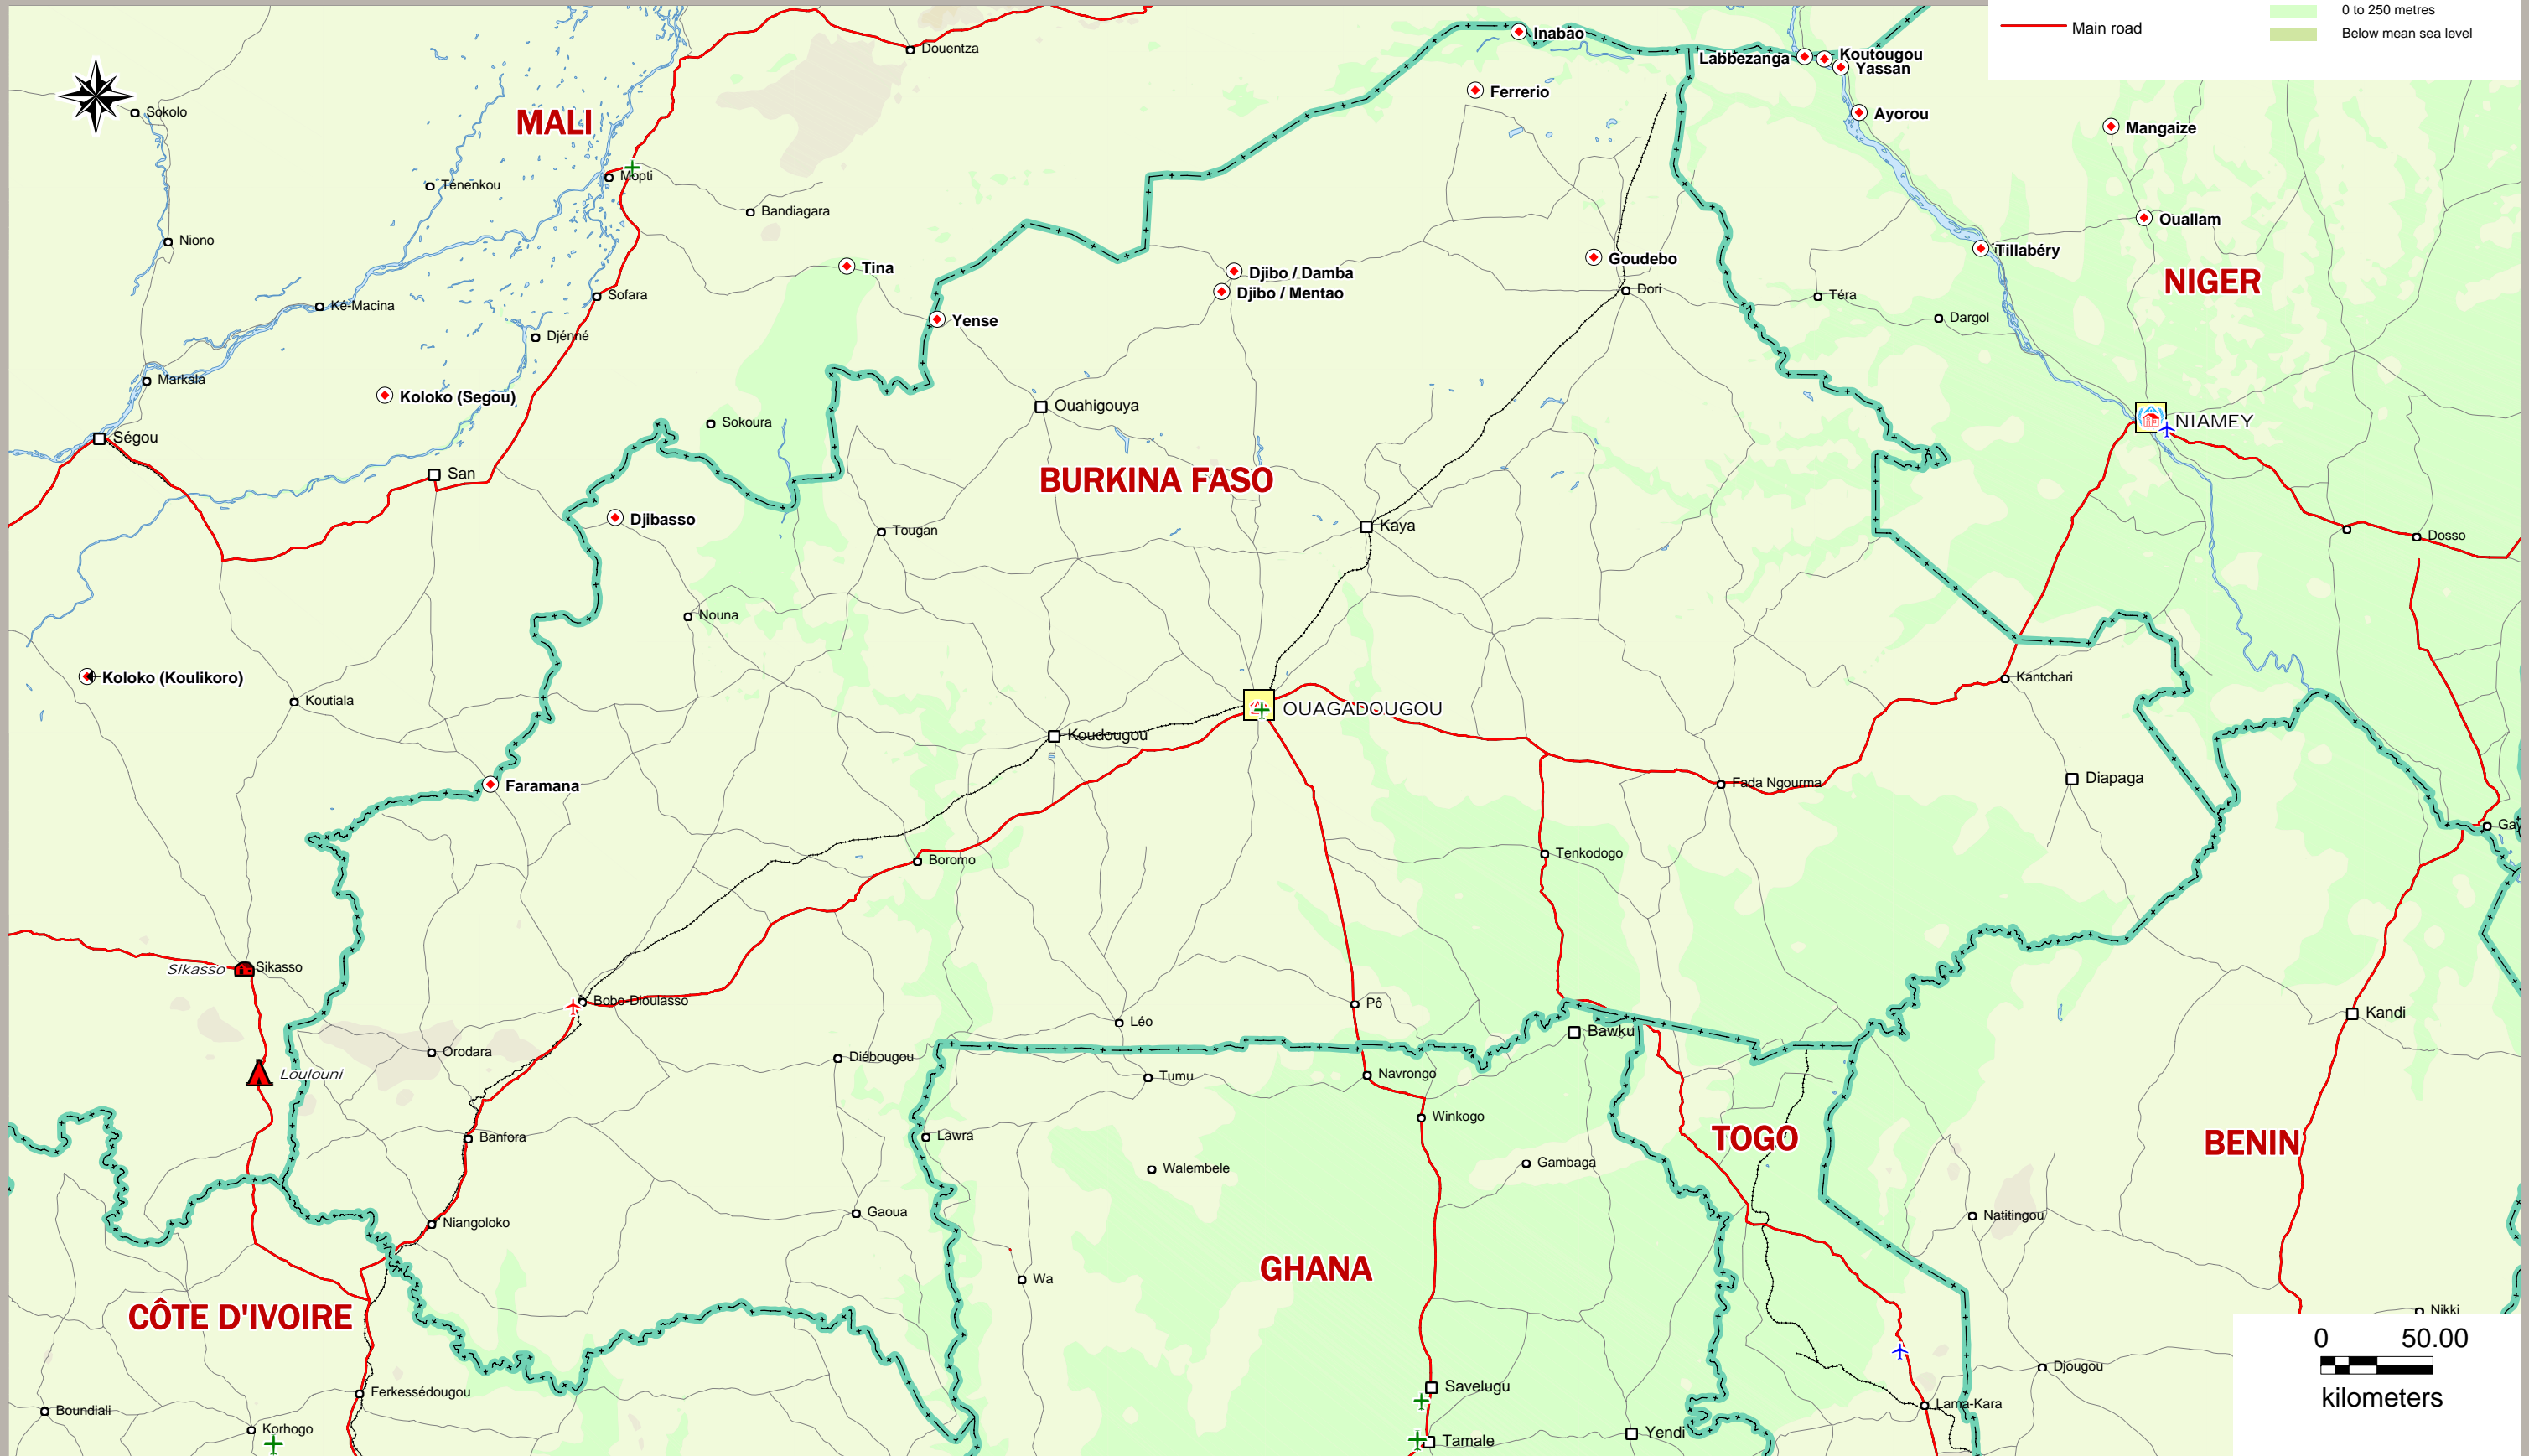 0 to 250 metres
Main road
Below mean sea level
Inabao
Douentza
Labbezanga
Koutougou
Yassan
Ferrerio
Sokolo
MALI
Ayorou
Mangaize
Mopti
Ténenkou
Bandiagara
Ouallam
Niono
Tillabéry
Goudebo
Tina
Djibo / Damba
NIGER
Djibo / Mentao
Dori
Sofara
Téra
Ké-Macina
Yense
Dargol
Djénné
Markala
Koloko (Segou)
Ouahigouya
Sokoura
NIAMEY
Ségou
San
BURKINA FASO
Djibasso
Kaya
Tougan
Dosso
Nouna
Koloko (Koulikoro)
Kantchari
Koutiala
OUAGADOUGOU
Koudougou
Diapaga
Faramana
Fada Ngourma
Gay
Tenkodogo
Boromo
Sikasso
Sikasso
Bobo-Dioulasso
Pô
Kandi
Léo
Bawku
Orodara
Diébougou
Loulouni
Tumu
Navrongo
Winkogo
Banfora
Lawra
TOGO
BENIN
Walembele
Gambaga
Gaoua
Natitingou
Niangoloko
GHANA
Wa
CÔTE D'IVOIRE
Nikki
0 50.00
kilometers
Djougou
Savelugu
Ferkessédougou
Lama-Kara
Boundiali
Korhogo
Yendi
Tamale